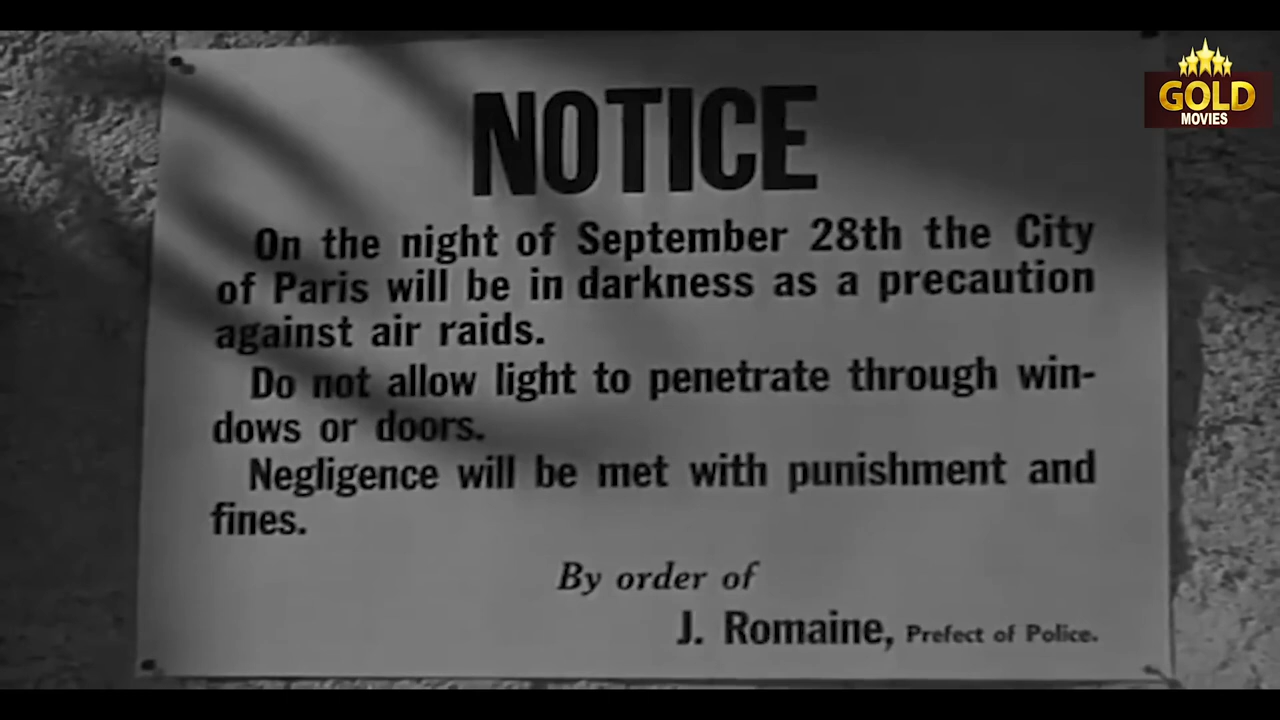 NOTICE
On the night of September 28th the City
of Paris will be in darkness as a precaution
against air raids.
Do not allow light to penetrate through win-
dows or doors.
Negligence will be met with punishment and
fines.
By order of
J. Romaine, Prefect of Police.
GOLD
MOVIES